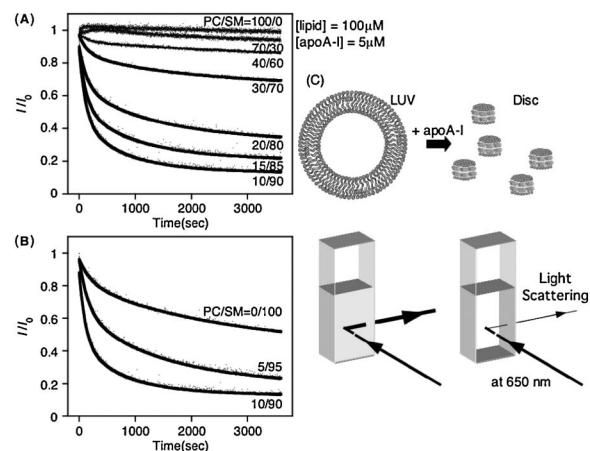 (A)
PC/SM=100/0
[lipid] = 100μM
[apoA-I] = 5μM
70/30
40/60
30/70
20/80
15/85
10/90
I/I0
1
0.8
0.6
0.4
0.2
0
0 1000 2000 3000
Time(sec)
(B)
PC/SM=0/100
5/95
10/90
I/I0
1
0.8
0.6
0.4
0.2
0
0 1000 2000 3000
Time(sec)
(C)
LUV
Disc
+ apoA-I
Light
Scattering
at 650 nm